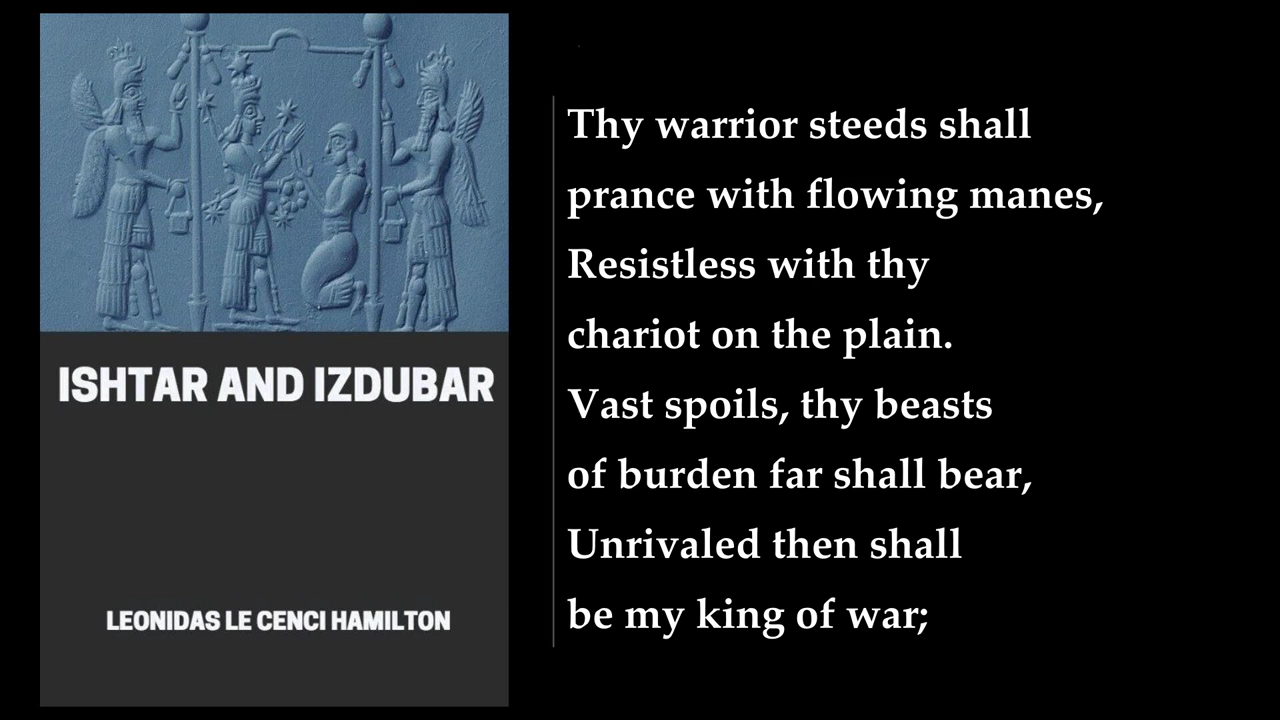 ISHTAR AND IZDUBAR
LEONIDAS LE CENCI HAMILTON
Thy warrior steeds shall
prance with flowing manes,
Resistless with thy
chariot on the plain.
Vast spoils, thy beasts
of burden far shall bear,
Unrivaled then shall
be my king of war;